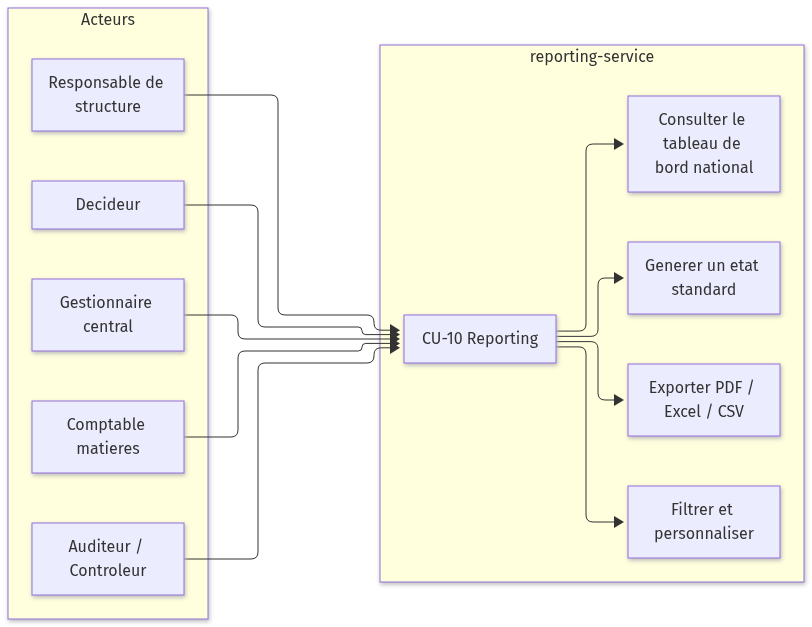 Acteurs
Responsable de
structure
Decideur
Gestionnaire
central
Comptable
matieres
Auditeur /
Controleur
reporting-service
CU-10 Reporting
Consulter le
tableau de
bord national
Generer un etat
standard
Exporter PDF /
Excel / CSV
Filtrer et
personnaliser